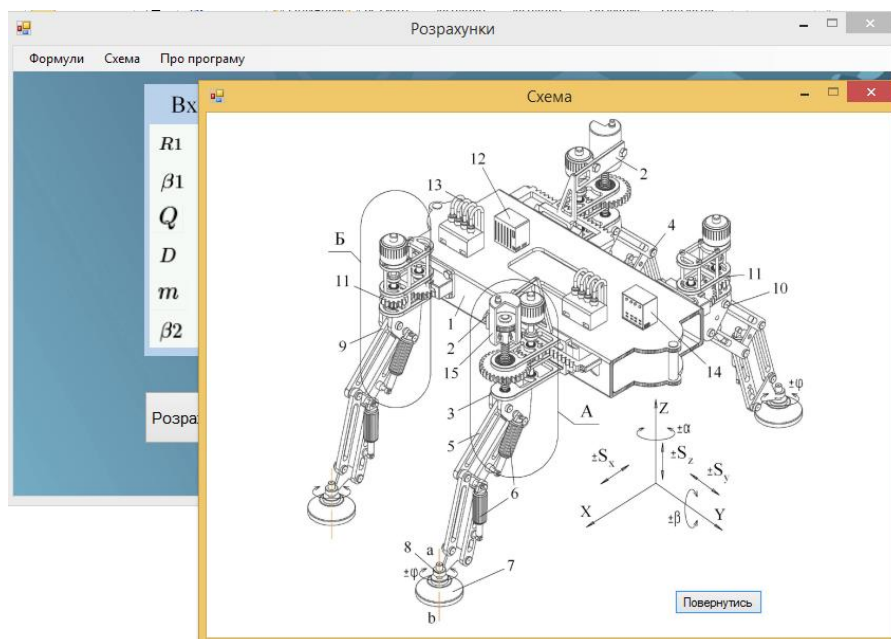 Розрахунки
Формули Схема Про програму
Вх
R1
β1
Q
D
m
β2
Розра
Схема
12
13
2
4
Б
11
11
10
1
9
2
15
14
3
А
±φ
Z
±α
5
±Sx
±Sz
±Sy
6
X
Y
±β
8
a
±φ
7
b
Повернутись